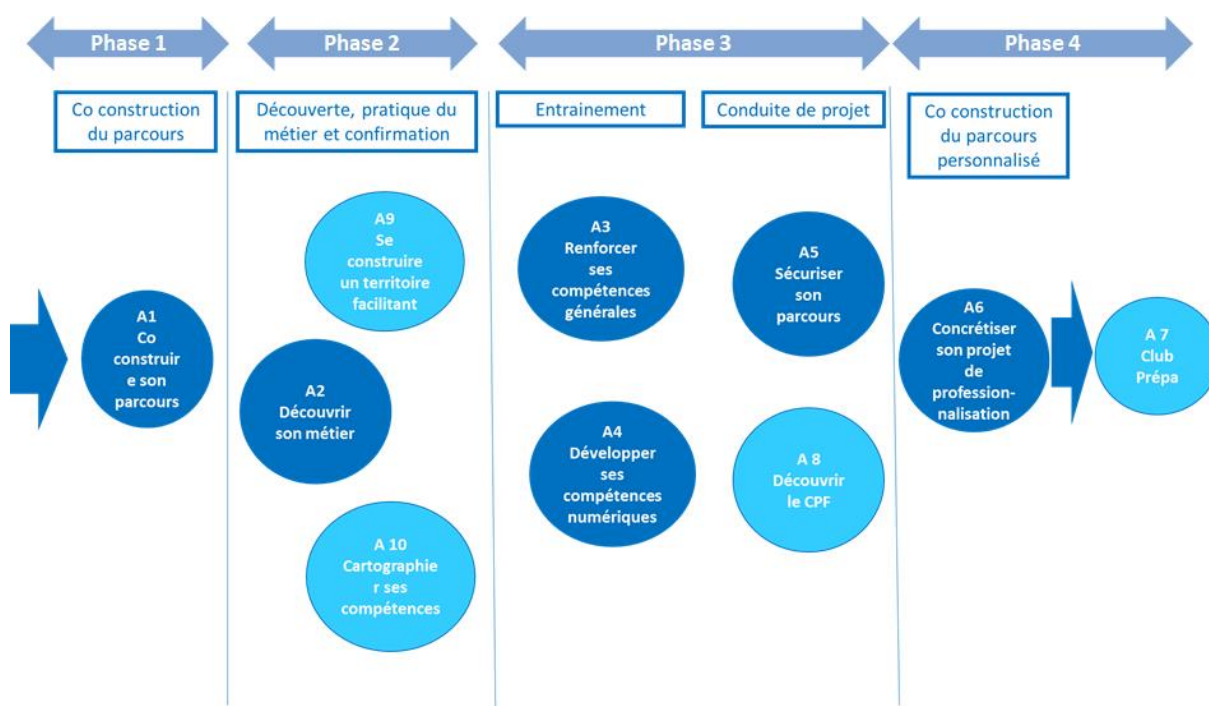 Phase 1
Phase 2
Phase 3
Phase 4
Co construction
du parcours
Découverte, pratique du
métier et confirmation
Entrainement
Conduite de projet
Co construction
du parcours
personnalisé
A1
Co
construir
e son
parcours
A9
Se
construire
un territoire
facilitant
A2
Découvrir
son métier
A 10
Cartographie
r ses
compétences
A3
Renforcer
ses
compétences
générales
A4
Développer
ses
compétences
numériques
A5
Sécuriser
son
parcours
A 8
Découvrir
le CPF
A6
Concrétiser
son projet
de
profession-
nalisation
A 7
Club
Prépa